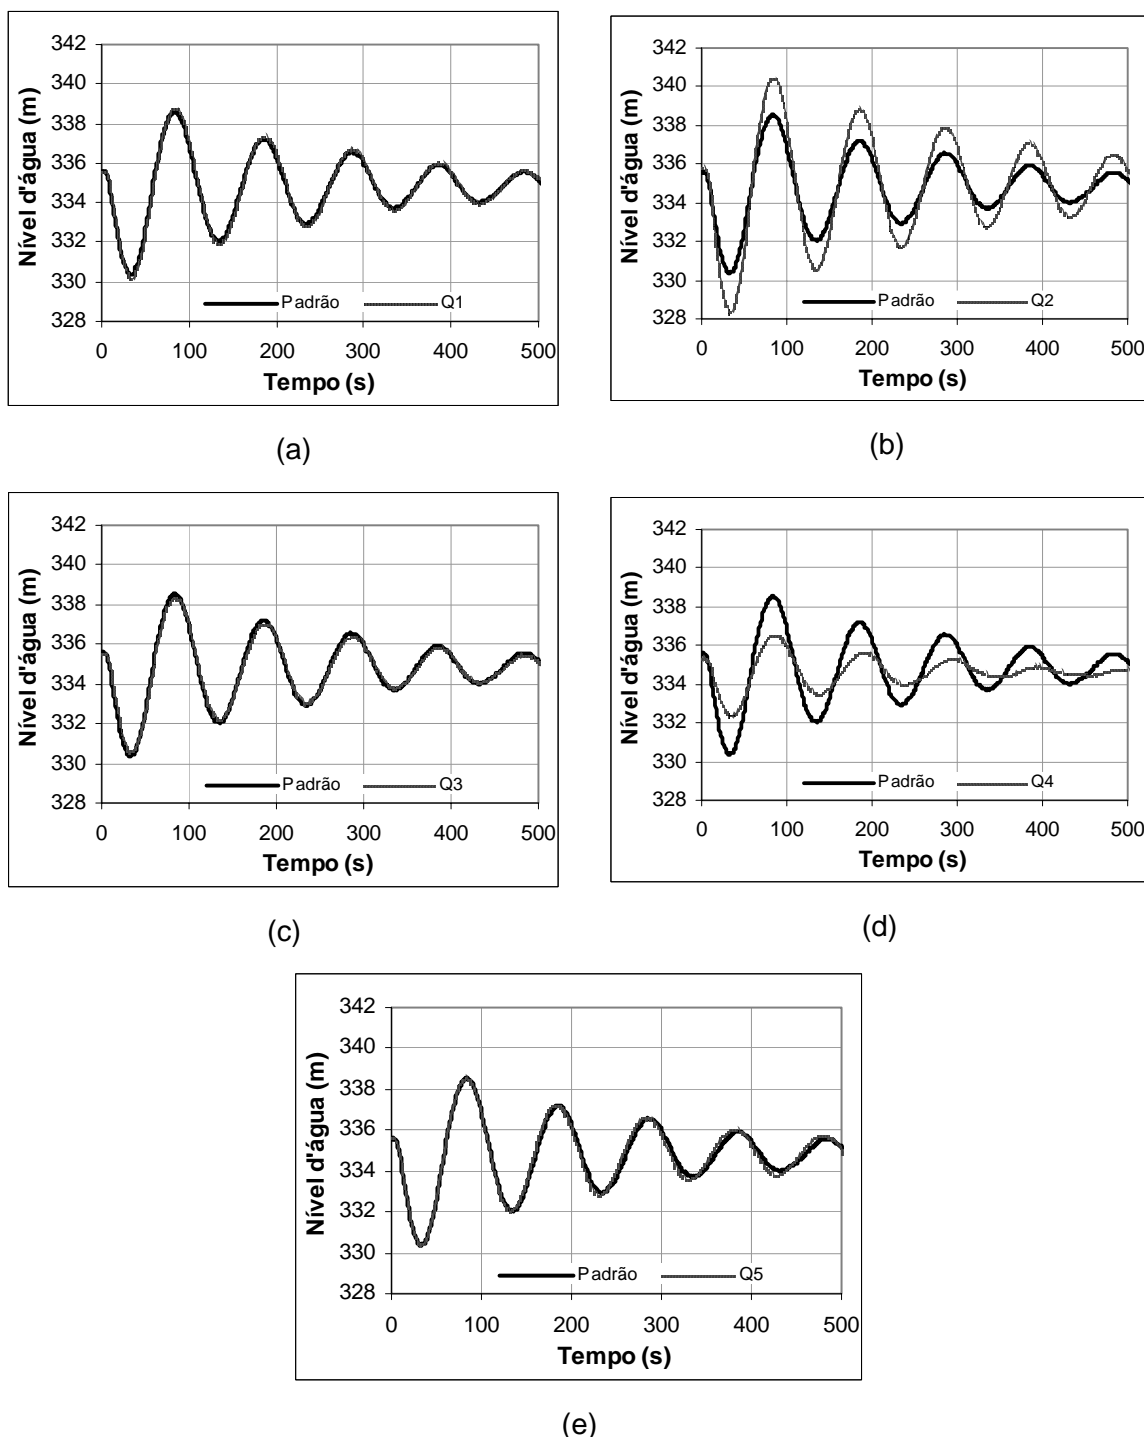 342
340
338
336
334
332
330
328
Nível d'água (m)
Padrão Q1
0 100 200 300 400 500
Tempo (s)
(a)
342
340
338
336
334
332
330
328
Nível d'água (m)
Padrão Q2
0 100 200 300 400 500
Tempo (s)
(b)
342
340
338
336
334
332
330
328
Nível d'água (m)
Padrão Q3
0 100 200 300 400 500
Tempo (s)
(c)
342
340
338
336
334
332
330
328
Nível d'água (m)
Padrão Q4
0 100 200 300 400 500
Tempo (s)
(d)
342
340
338
336
334
332
330
328
Nível d'água (m)
Padrão Q5
0 100 200 300 400 500
Tempo (s)
(e)